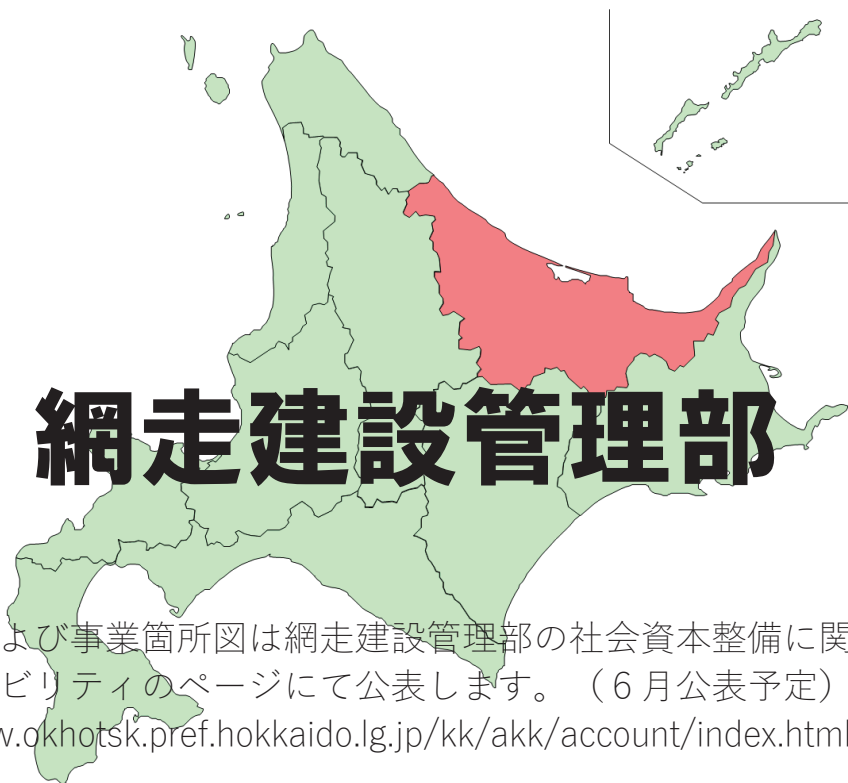 網走建設管理部
よび事業箇所図は網走建設管理部の社会資本整備に関
ビリティのページにて公表します。（６月公表予定）
w.okhotsk.pref.hokkaido.lg.jp/kk/akk/account/index.html